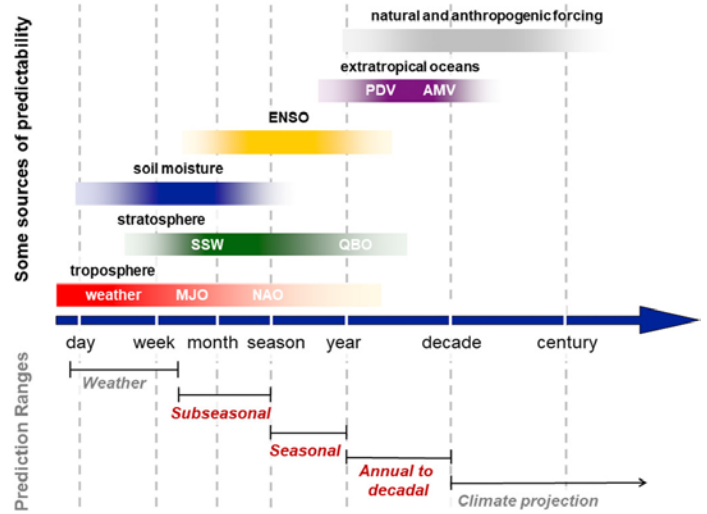 Some sources of predictability
natural and anthropogenic forcing
extratropical oceans
PDV AMV
ENSO
soil moisture
stratosphere
SSW QBO
troposphere
weather MJO NAO
day week month season year decade century
Prediction Ranges
Weather
Subseasonal
Seasonal
Annual to
decadal
Climate projection